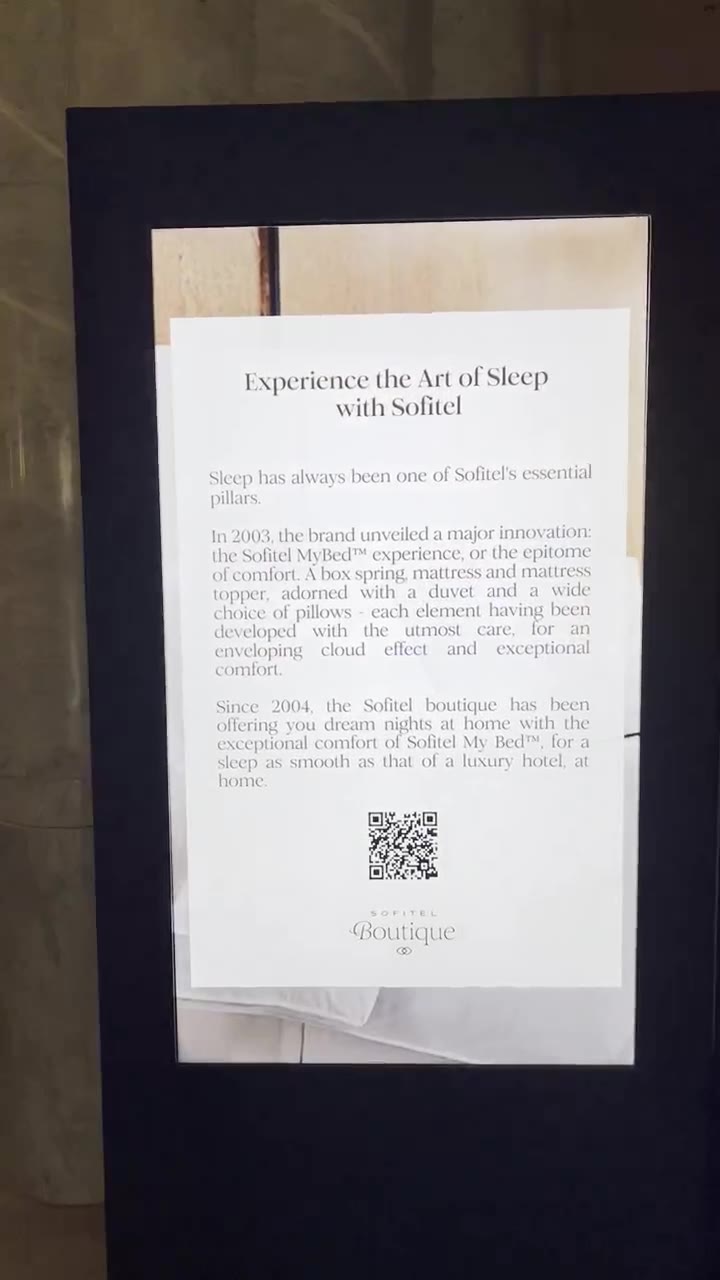 Experience the Art of Sleep
with Sofitel
Sleep has always been one of Sofitel's essential
pillars.
In 2003, the brand unveiled a major innovation:
the Sofitel MyBed™ experience, or the epitome
of comfort. A box spring, mattress and mattress
topper, adorned with a duvet and a wide
choice of pillows - each element having been
developed with the utmost care, for an
enveloping cloud effect and exceptional
comfort.
Since 2004, the Sofitel boutique has been
offering you dream nights at home with the
exceptional comfort of Sofitel My Bed™, for a
sleep as smooth as that of a luxury hotel, at
home.
SOFITEL
Boutique